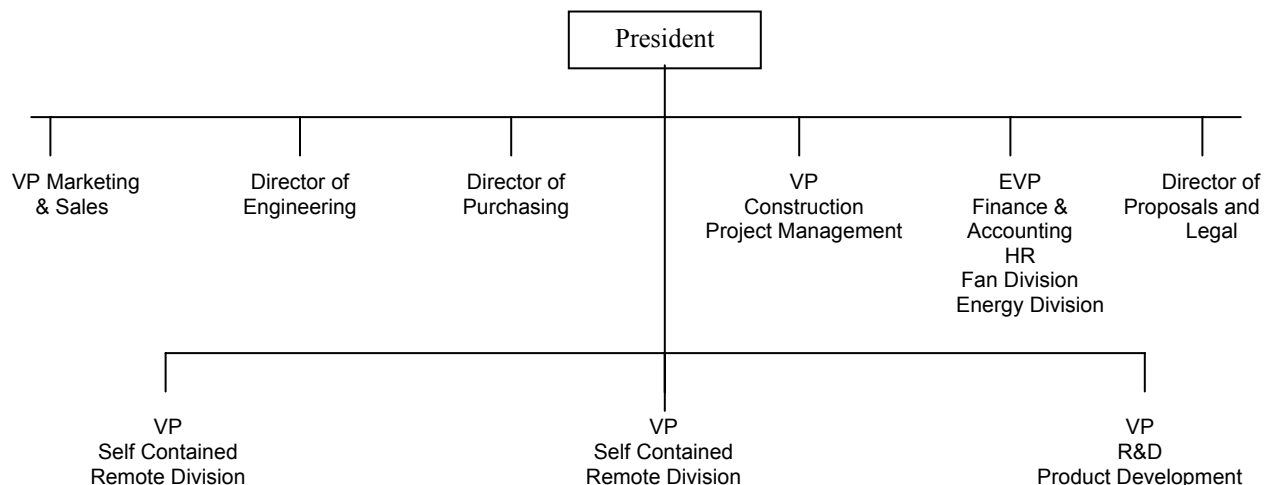 President
VP Marketing
& Sales
Director of
Engineering
Director of
Purchasing
VP
Construction
Project Management
EVP
Finance &
Accounting
HR
Fan Division
Energy Division
Director of
Proposals and
Legal
VP
Self Contained
Remote Division
VP
Self Contained
Remote Division
VP
R&D
Product Development